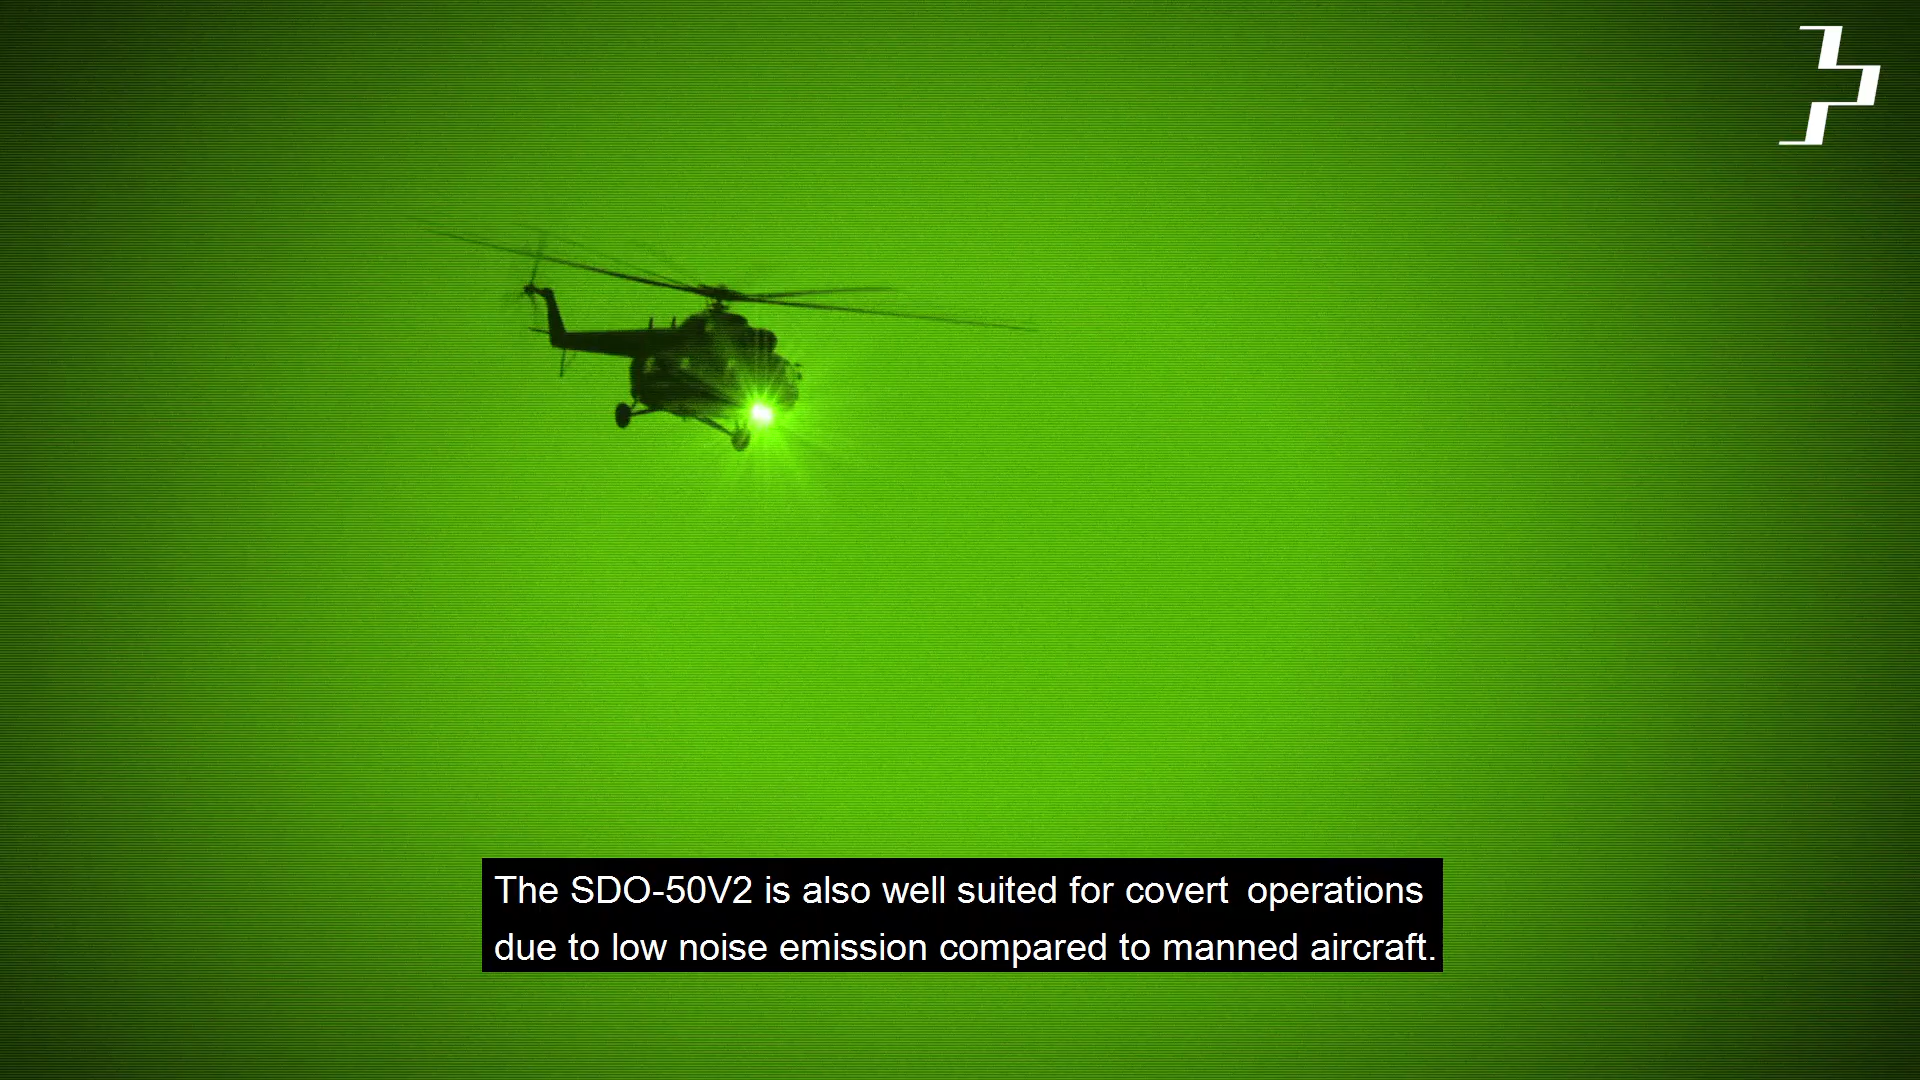 The SDO-50V2 is also well suited for covert operations
due to low noise emission compared to manned aircraft.